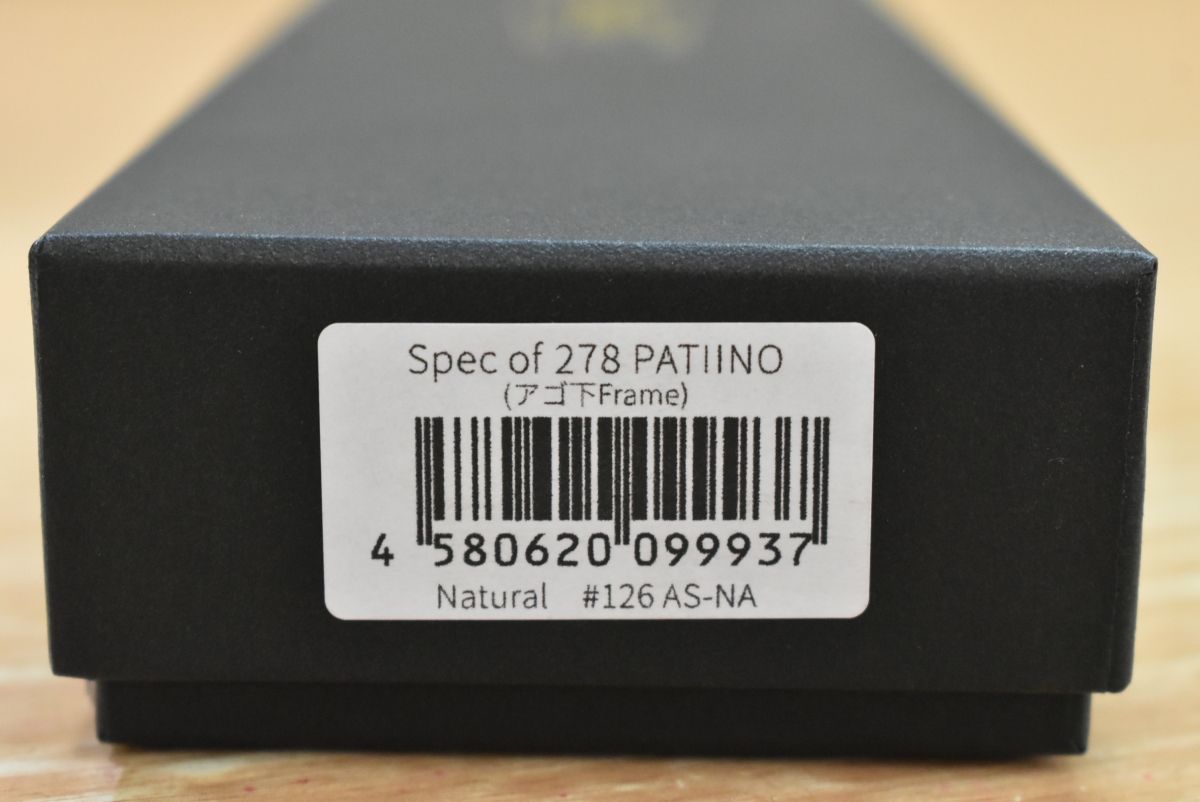 Spec of 278 PATIINO
(アゴ下Frame)
4 580620 099937
Natural #126 AS-NA